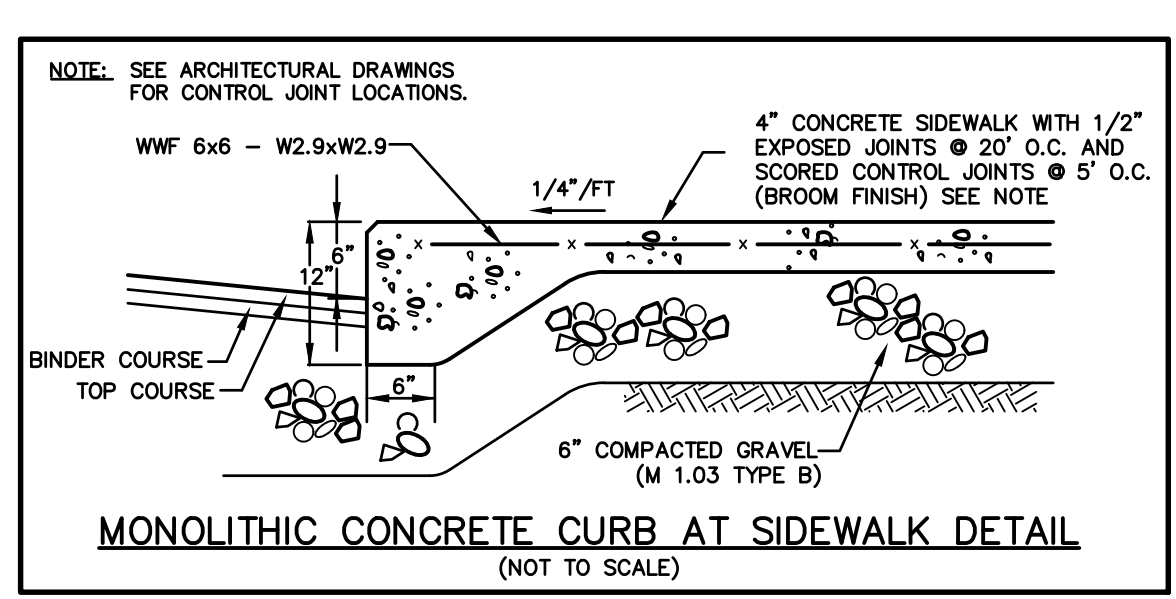 NOTE: SEE ARCHITECTURAL DRAWINGS
FOR CONTROL JOINT LOCATIONS.
WWF 6x6 - W2.9xW2.9
4" CONCRETE SIDEWALK WITH 1/2"
EXPOSED JOINTS @ 20' O.C. AND
SCORED CONTROL JOINTS @ 5' O.C.
(BROOM FINISH) SEE NOTE
1/4"/FT
6"
12"
x x x x
BINDER COURSE
TOP COURSE
6"
6" COMPACTED GRAVEL
(M 1.03 TYPE B)
MONOLITHIC CONCRETE CURB AT SIDEWALK DETAIL
(NOT TO SCALE)